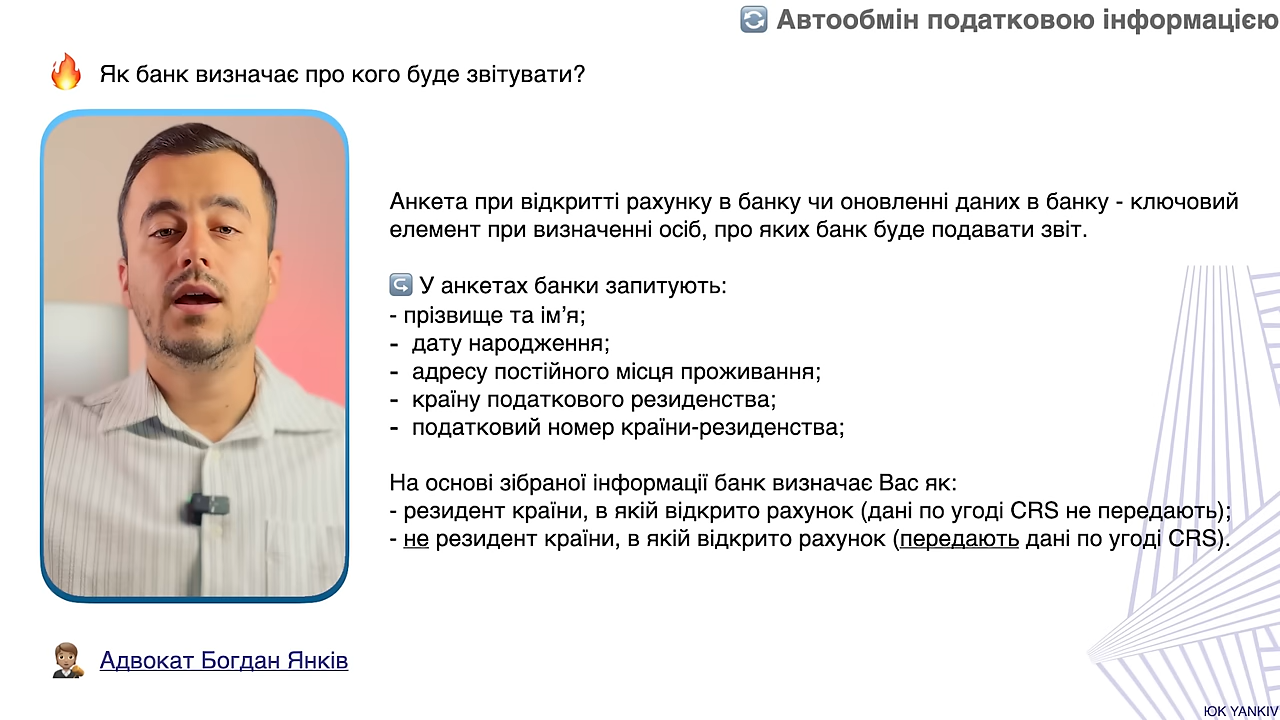 Автообмін податковою інформацією
Як банк визначає про кого буде звітувати?
Анкета при відкритті рахунку в банку чи оновленні даних в банку - ключовий
елемент при визначенні осіб, про яких банк буде подавати звіт.
У анкетах банки запитують:
- прізвище та ім’я;
- дату народження;
- адресу постійного місця проживання;
- країну податкового резиденства;
- податковий номер країни-резиденства;
На основі зібраної інформації банк визначає Вас як:
- резидент країни, в якій відкрито рахунок (дані по угоді CRS не передають);
- не резидент країни, в якій відкрито рахунок (передають дані по угоді CRS).
Адвокат Богдан Янків
ЮК YANKIV